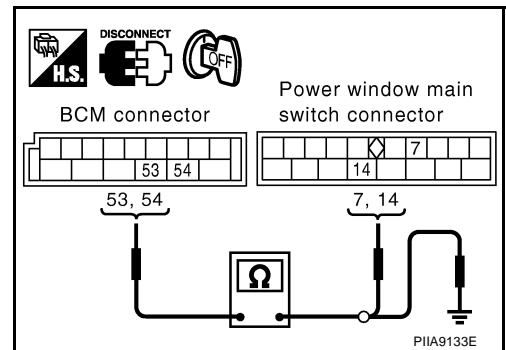 DISCONNECT
H.S.
OFF
BCM connector
Power window main
switch connector
7
53 54
14
53, 54
7, 14
Ω
PIIA9133E